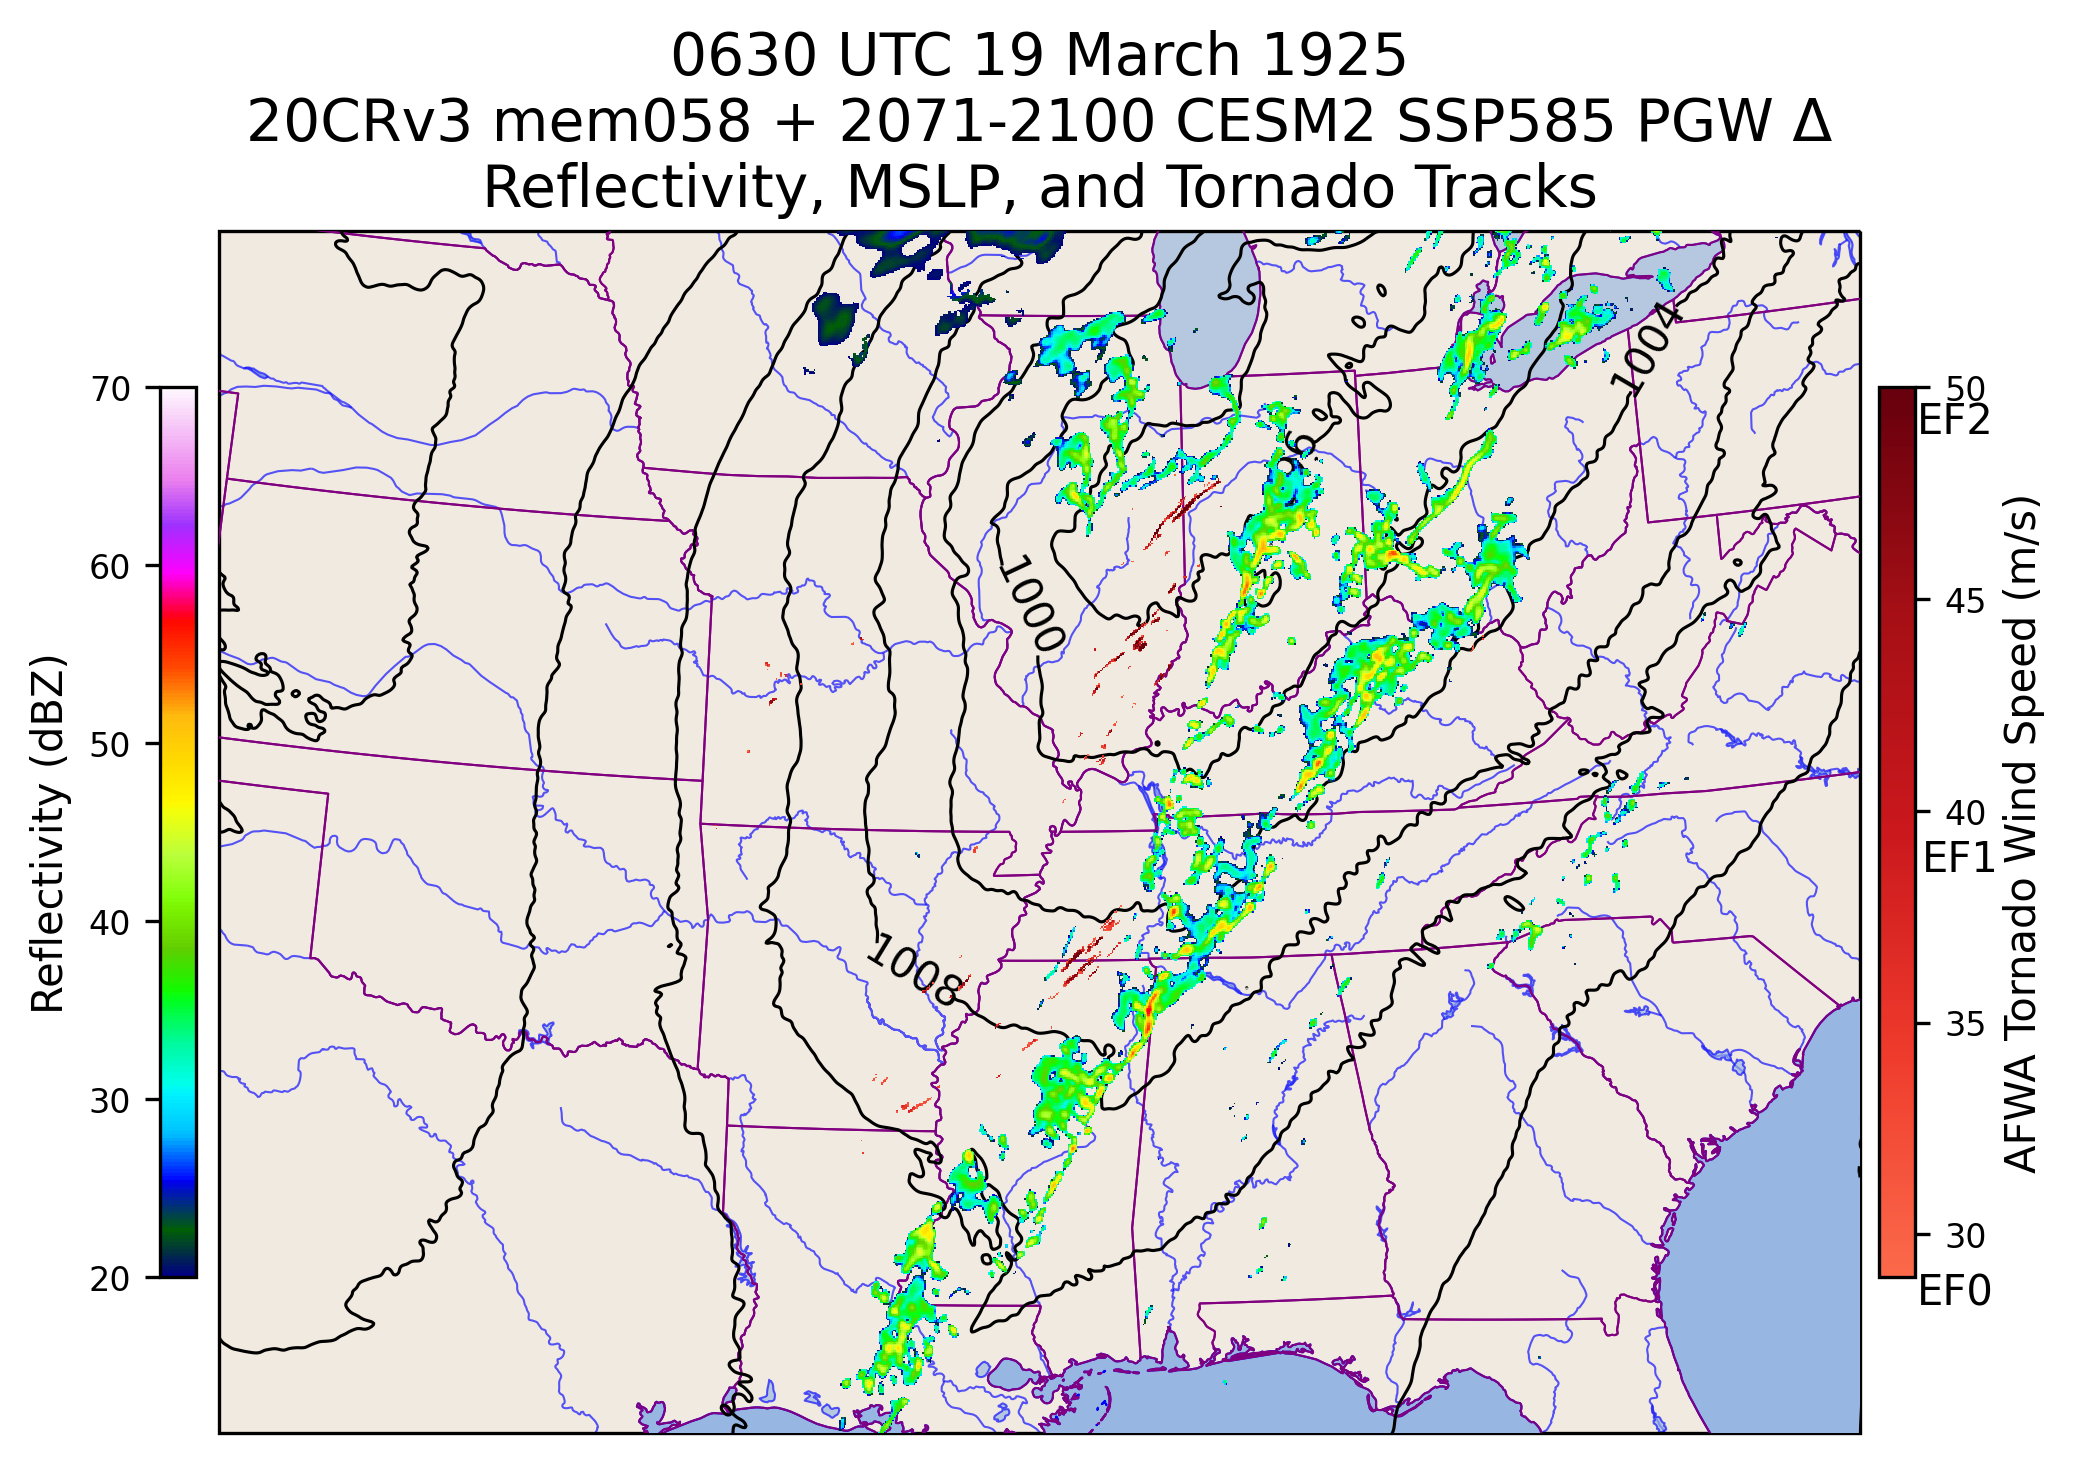 0630 UTC 19 March 1925
20CRv3 mem058 + 2071-2100 CESM2 SSP585 PGW Δ
Reflectivity, MSLP, and Tornado Tracks
70
60
50
40
30
20
Reflectivity (dBZ)
1004
1000
1008
50
EF2
45
40
EF1
35
30
EF0
AFWA Tornado Wind Speed (m/s)